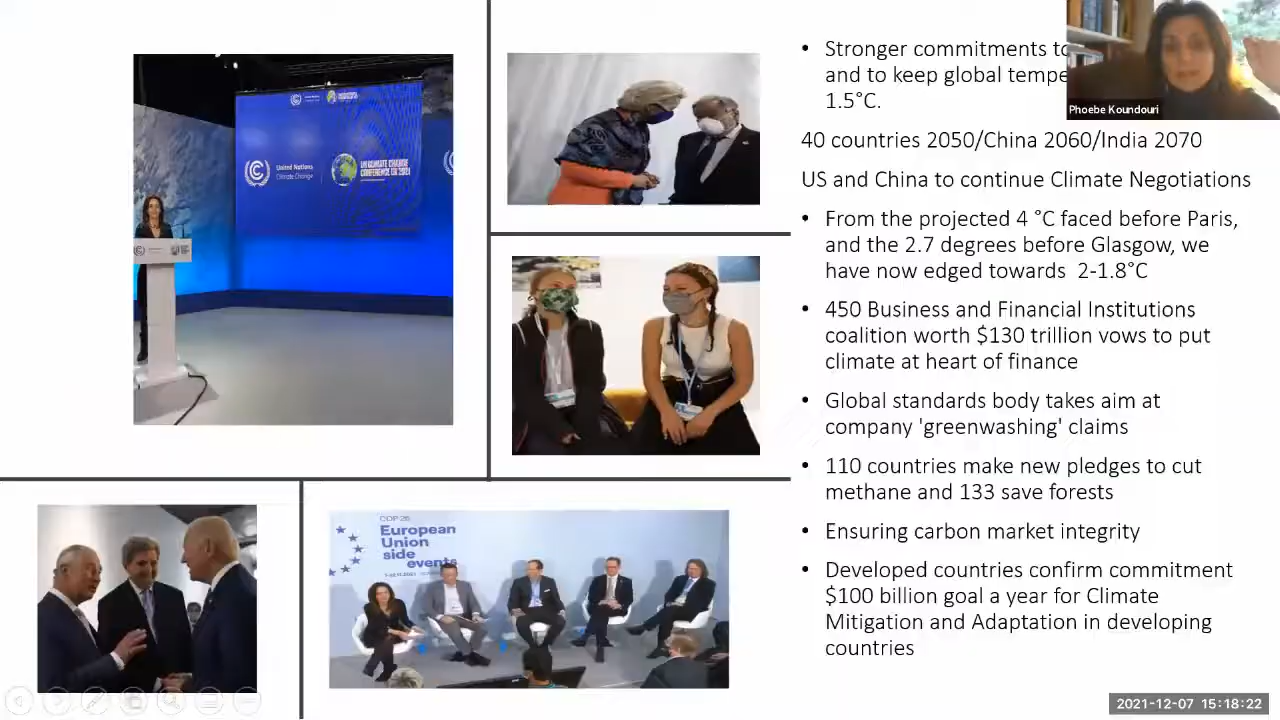 United Nations
Climate Change
UN CLIMATE CHANGE
CONFERENCE UK 2021
COP 26
European
Union
side
events
• Stronger commitments to
and to keep global tempe
1.5°C.
40 countries 2050/China 2060/India 2070
US and China to continue Climate Negotiations
• From the projected 4 °C faced before Paris,
and the 2.7 degrees before Glasgow, we
have now edged towards 2-1.8°C
• 450 Business and Financial Institutions
coalition worth $130 trillion vows to put
climate at heart of finance
• Global standards body takes aim at
company 'greenwashing' claims
• 110 countries make new pledges to cut
methane and 133 save forests
• Ensuring carbon market integrity
• Developed countries confirm commitment
$100 billion goal a year for Climate
Mitigation and Adaptation in developing
countries
Phoebe Koundouri
2021-12-07 15:18:22